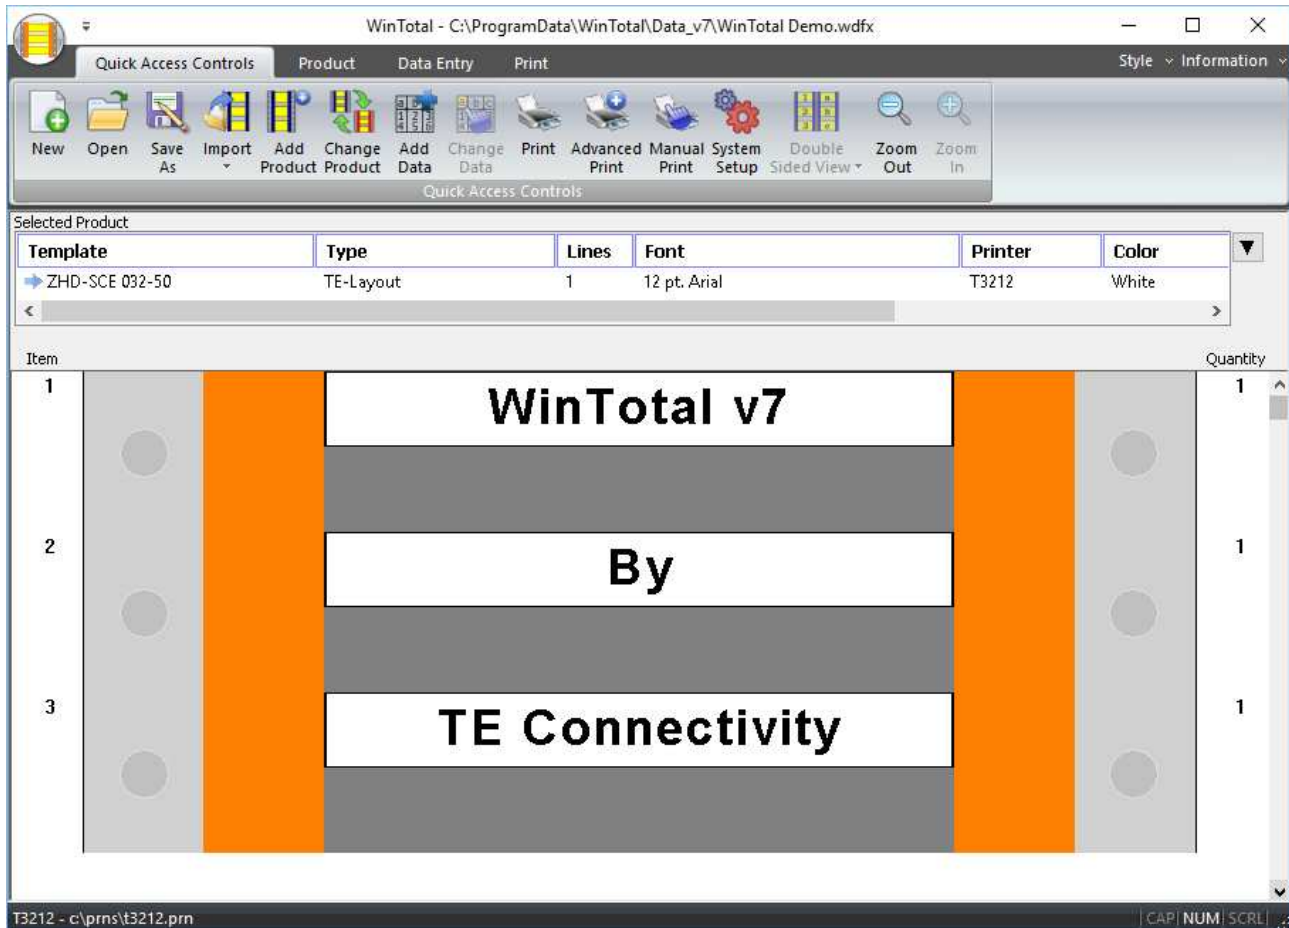 WinTotal - C:\ProgramData\WinTotal\Data_v7\WinTotal Demo.wdfx
Quick Access Controls Product Data Entry Print Style Information
New Open Save As Import Add Product Change Product Add Data Change Data Print Advanced Print Manual Print System Setup Double Sided View Zoom Out Zoom In
Quick Access Controls
Selected Product
Template Type Lines Font Printer Color
ZHD-SCE 032-50 TE-Layout 1 12 pt. Arial T3212 White
Item Quantity
1 WinTotal v7 1
2 By 1
3 TE Connectivity 1
T3212 - c:\prns\t3212.prn CAP NUM SCRL